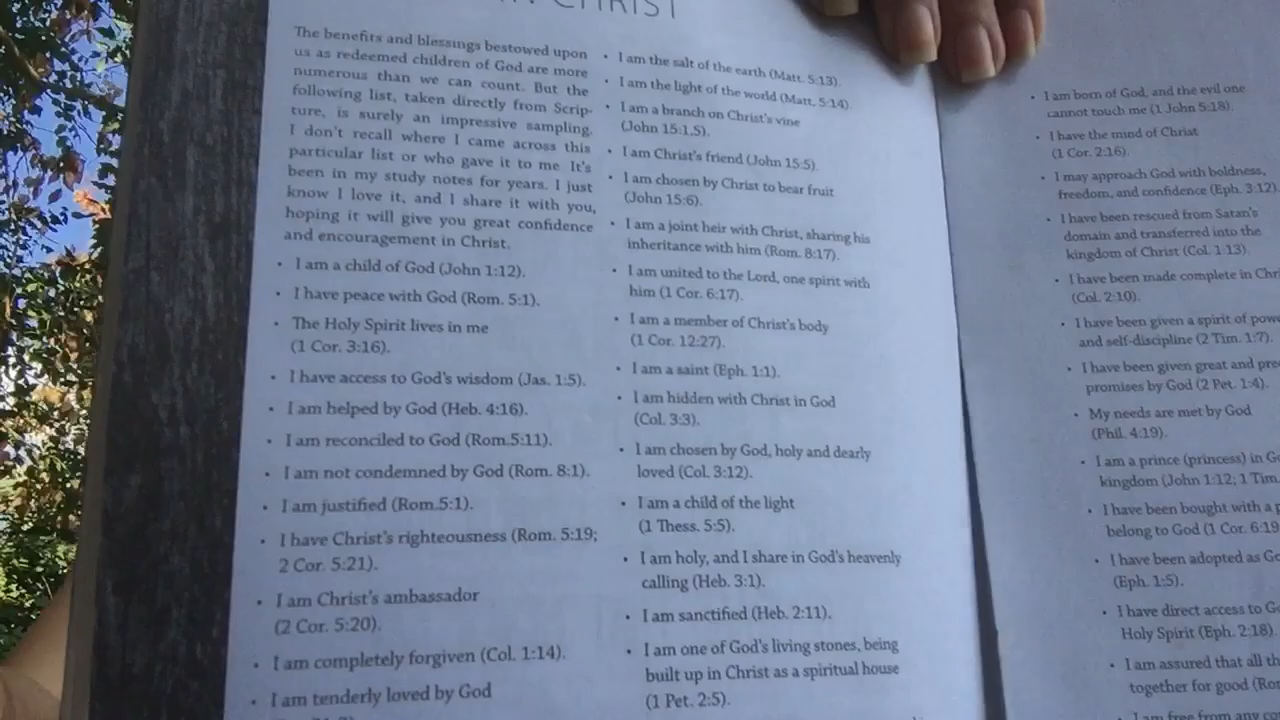 CHRIST
The benefits and blessings bestowed upon
us as redeemed children of God are more
numerous than we can count. But the
following list, taken directly from Scrip-
ture, is surely an impressive sampling.
I don't recall where I came across this
particular list or who gave it to me It's
been in my study notes for years. I just
know I love it, and I share it with you,
hoping it will give you great confidence
and encouragement in Christ.
• I am a child of God (John 1:12).
• I have peace with God (Rom. 5:1).
• The Holy Spirit lives in me
(1 Cor. 3:16).
• I have access to God's wisdom (Jas. 1:5).
• I am helped by God (Heb. 4:16).
• I am reconciled to God (Rom.5:11).
• I am not condemned by God (Rom. 8:1).
• I am justified (Rom.5:1).
• I have Christ's righteousness (Rom. 5:19;
2 Cor. 5:21).
• I am Christ's ambassador
(2 Cor. 5:20).
• I am completely forgiven (Col. 1:14).
• I am tenderly loved by God
• I am the salt of the earth (Matt. 5:13).
• I am the light of the world (Matt. 5:14).
• I am a branch on Christ's vine
(John 15:1,5).
• I am Christ's friend (John 15:5).
• I am chosen by Christ to bear fruit
(John 15:6).
• I am a joint heir with Christ, sharing his
inheritance with him (Rom. 8:17).
• I am united to the Lord, one spirit with
him (1 Cor. 6:17).
• I am a member of Christ's body
(1 Cor. 12:27).
• I am a saint (Eph. 1:1).
• I am hidden with Christ in God
(Col. 3:3).
• I am chosen by God, holy and dearly
loved (Col. 3:12).
• I am a child of the light
(1 Thess. 5:5).
• I am holy, and I share in God's heavenly
calling (Heb. 3:1).
• I am sanctified (Heb. 2:11).
• I am one of God's living stones, being
built up in Christ as a spiritual house
(1 Pet. 2:5).
• I am born of God, and the evil one
cannot touch me (1 John 5:18).
• I have the mind of Christ
(1 Cor. 2:16).
• I may approach God with boldness,
freedom, and confidence (Eph. 3:12)
• I have been rescued from Satan's
domain and transferred into the
kingdom of Christ (Col. 1:13).
• I have been made complete in Chr
(Col. 2:10).
• I have been given a spirit of pow
and self-discipline (2 Tim. 1:7).
• I have been given great and pre
promises by God (2 Pet. 1:4).
• My needs are met by God
(Phil. 4:19).
• I am a prince (princess) in G
kingdom (John 1:12; 1 Tim.
• I have been bought with a p
belong to God (1 Cor. 6:19
• I have been adopted as Go
(Eph. 1:5).
• I have direct access to G
Holy Spirit (Eph. 2:18)
• I am assured that all th
together for good (Ro
I am free from any co